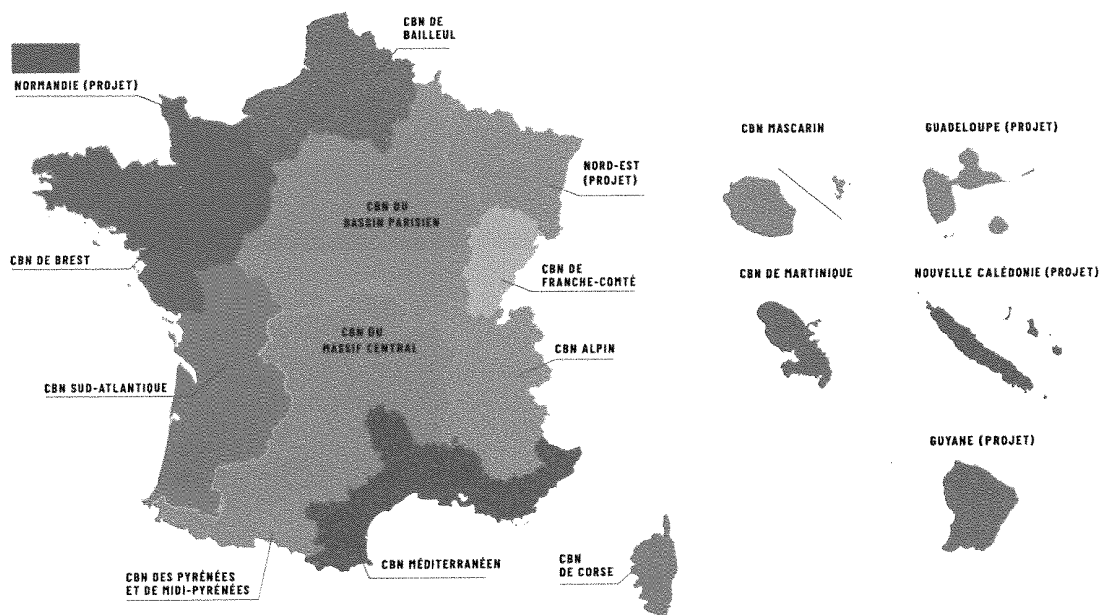 CBN DE
BAILLEUL
NORMANDIE (PROJET)
NORD-EST
(PROJET)
CBN DU
BASSIN PARISIEN
CBN DE BREST
CBN DE
FRANCHE-COMTÉ
CBN DU
MASSIF CENTRAL
CBN ALPIN
CBN SUD-ATLANTIQUE
CBN DES PYRÉNÉES
ET DE MIDI-PYRÉNÉES
CBN MÉDITERRANÉEN
CBN
DE CORSE
CBN MASCARIN
GUADELOUPE (PROJET)
CBN DE MARTINIQUE
NOUVELLE CALÉDONIE (PROJET)
GUYANE (PROJET)